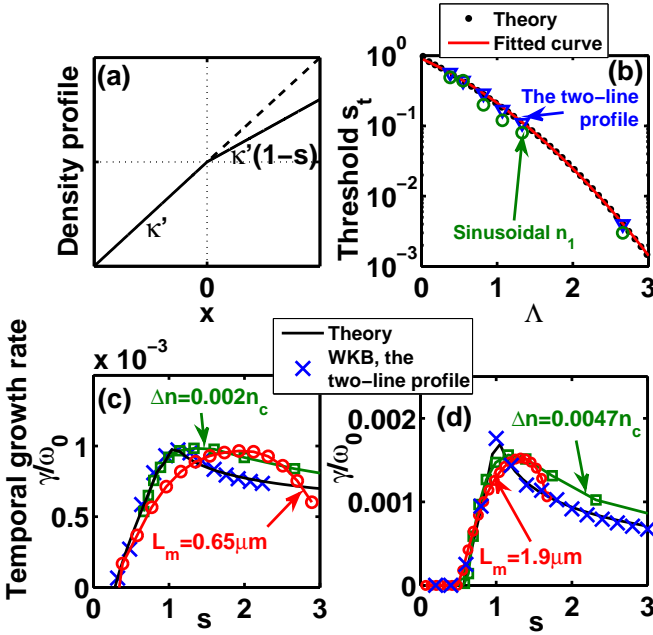 (a)
Density profile
κ'
κ'(1−s)
0
x
Theory
Fitted curve
(b)
Threshold s_t
10^0
10^−1
10^−2
10^−3
The two−line
profile
Sinusoidal n_1
0 1 2 3
Λ
Theory
WKB, the
two−line profile
Temporal growth rate
γ/ω_0
x 10^−3
(c)
Δn=0.002n_c
1
0.5
0
L_m=0.65μm
0 1 2 3
s
γ/ω_0
(d)
Δn=0.0047n_c
0.002
0.001
0.000
L_m=1.9μm
0 1 2 3
s